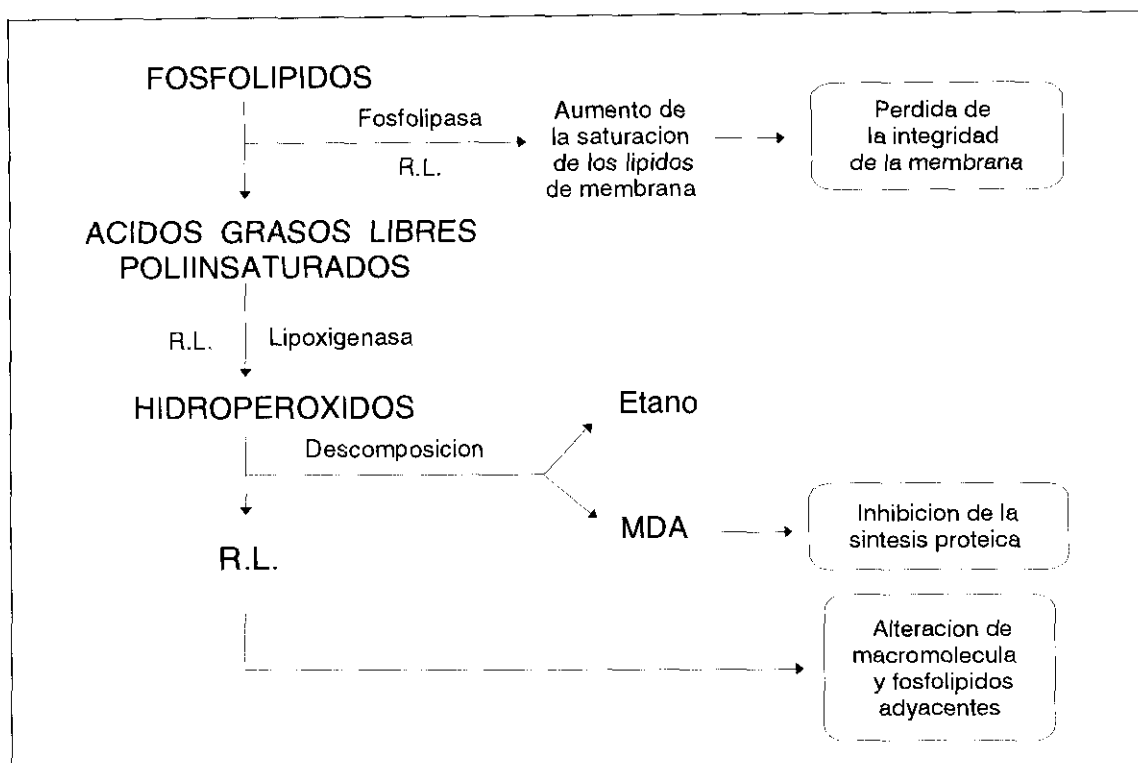 FOSFOLIPIDOS
Fosfolipasa
R.L.
Aumento de
la saturacion
de los lipidos
de membrana
Perdida de
la integridad
de la membrana
ACIDOS GRASOS LIBRES
POLIINSATURADOS
R.L.
Lipoxigenasa
HIDROPEROXIDOS
Descomposicion
Etano
MDA
Inhibicion de la
sintesis proteica
R.L.
Alteracion de
macromolecula
y fosfolipidos
adyacentes